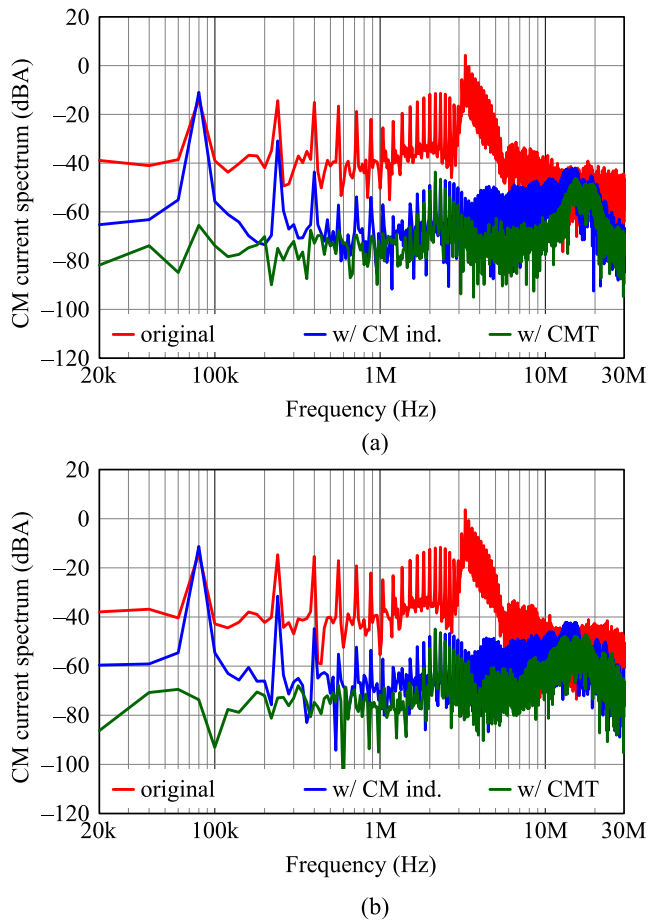 20
0
−20
−40
−60
−80
−100
−120
CM current spectrum (dBA)
original w/ CM ind. w/ CMT
20k 100k 1M 10M 30M
Frequency (Hz)
(a)
20
0
−20
−40
−60
−80
−100
−120
CM current spectrum (dBA)
original w/ CM ind. w/ CMT
20k 100k 1M 10M 30M
Frequency (Hz)
(b)